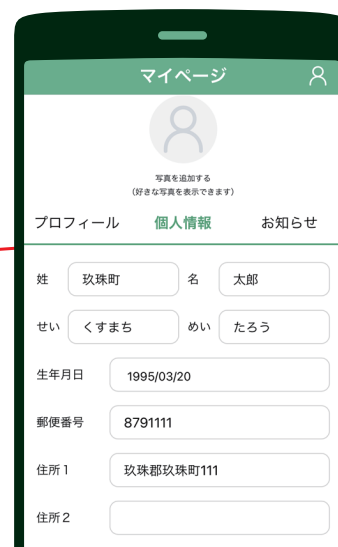 マイページ
写真を追加する
(好きな写真を表示できます)
プロフィール 個人情報 お知らせ
姓 玖珠町 名 太郎
せい くすまち めい たろう
生年月日 1995/03/20
郵便番号 8791111
住所1 玖珠郡玖珠町111
住所2